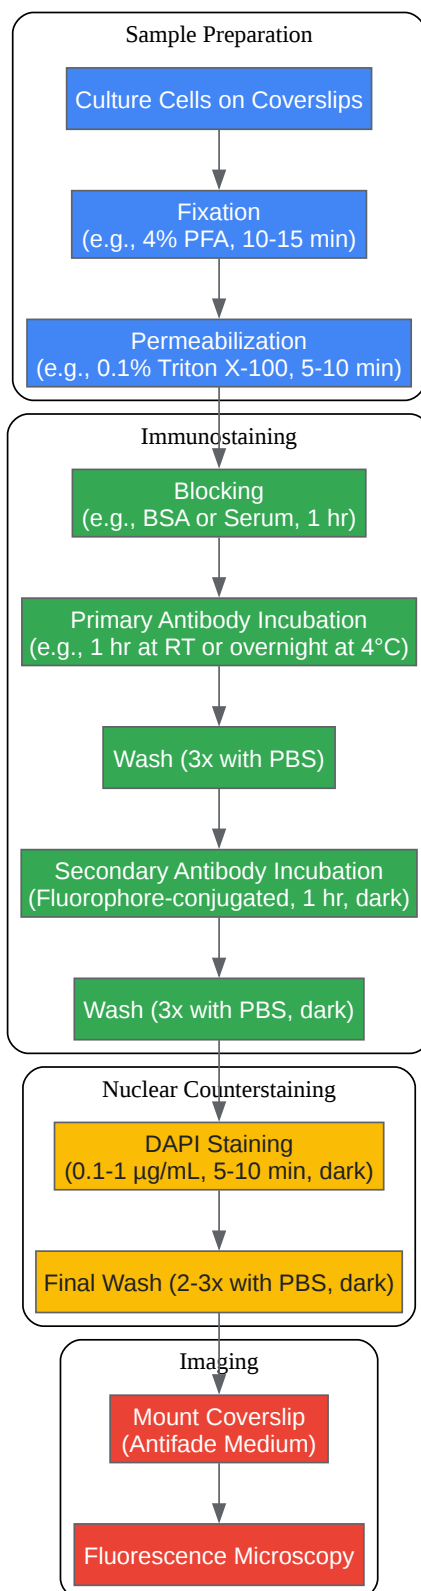 Sample Preparation
Culture Cells on Coverslips
Fixation
(e.g., 4% PFA, 10-15 min)
Permeabilization
(e.g., 0.1% Triton X-100, 5-10 min)
Immunostaining
Blocking
(e.g., BSA or Serum, 1 hr)
Primary Antibody Incubation
(e.g., 1 hr at RT or overnight at 4°C)
Wash (3x with PBS)
Secondary Antibody Incubation
(Fluorophore-conjugated, 1 hr, dark)
Wash (3x with PBS, dark)
Nuclear Counterstaining
DAPI Staining
(0.1-1 µg/mL, 5-10 min, dark)
Final Wash (2-3x with PBS, dark)
Imaging
Mount Coverslip
(Antifade Medium)
Fluorescence Microscopy